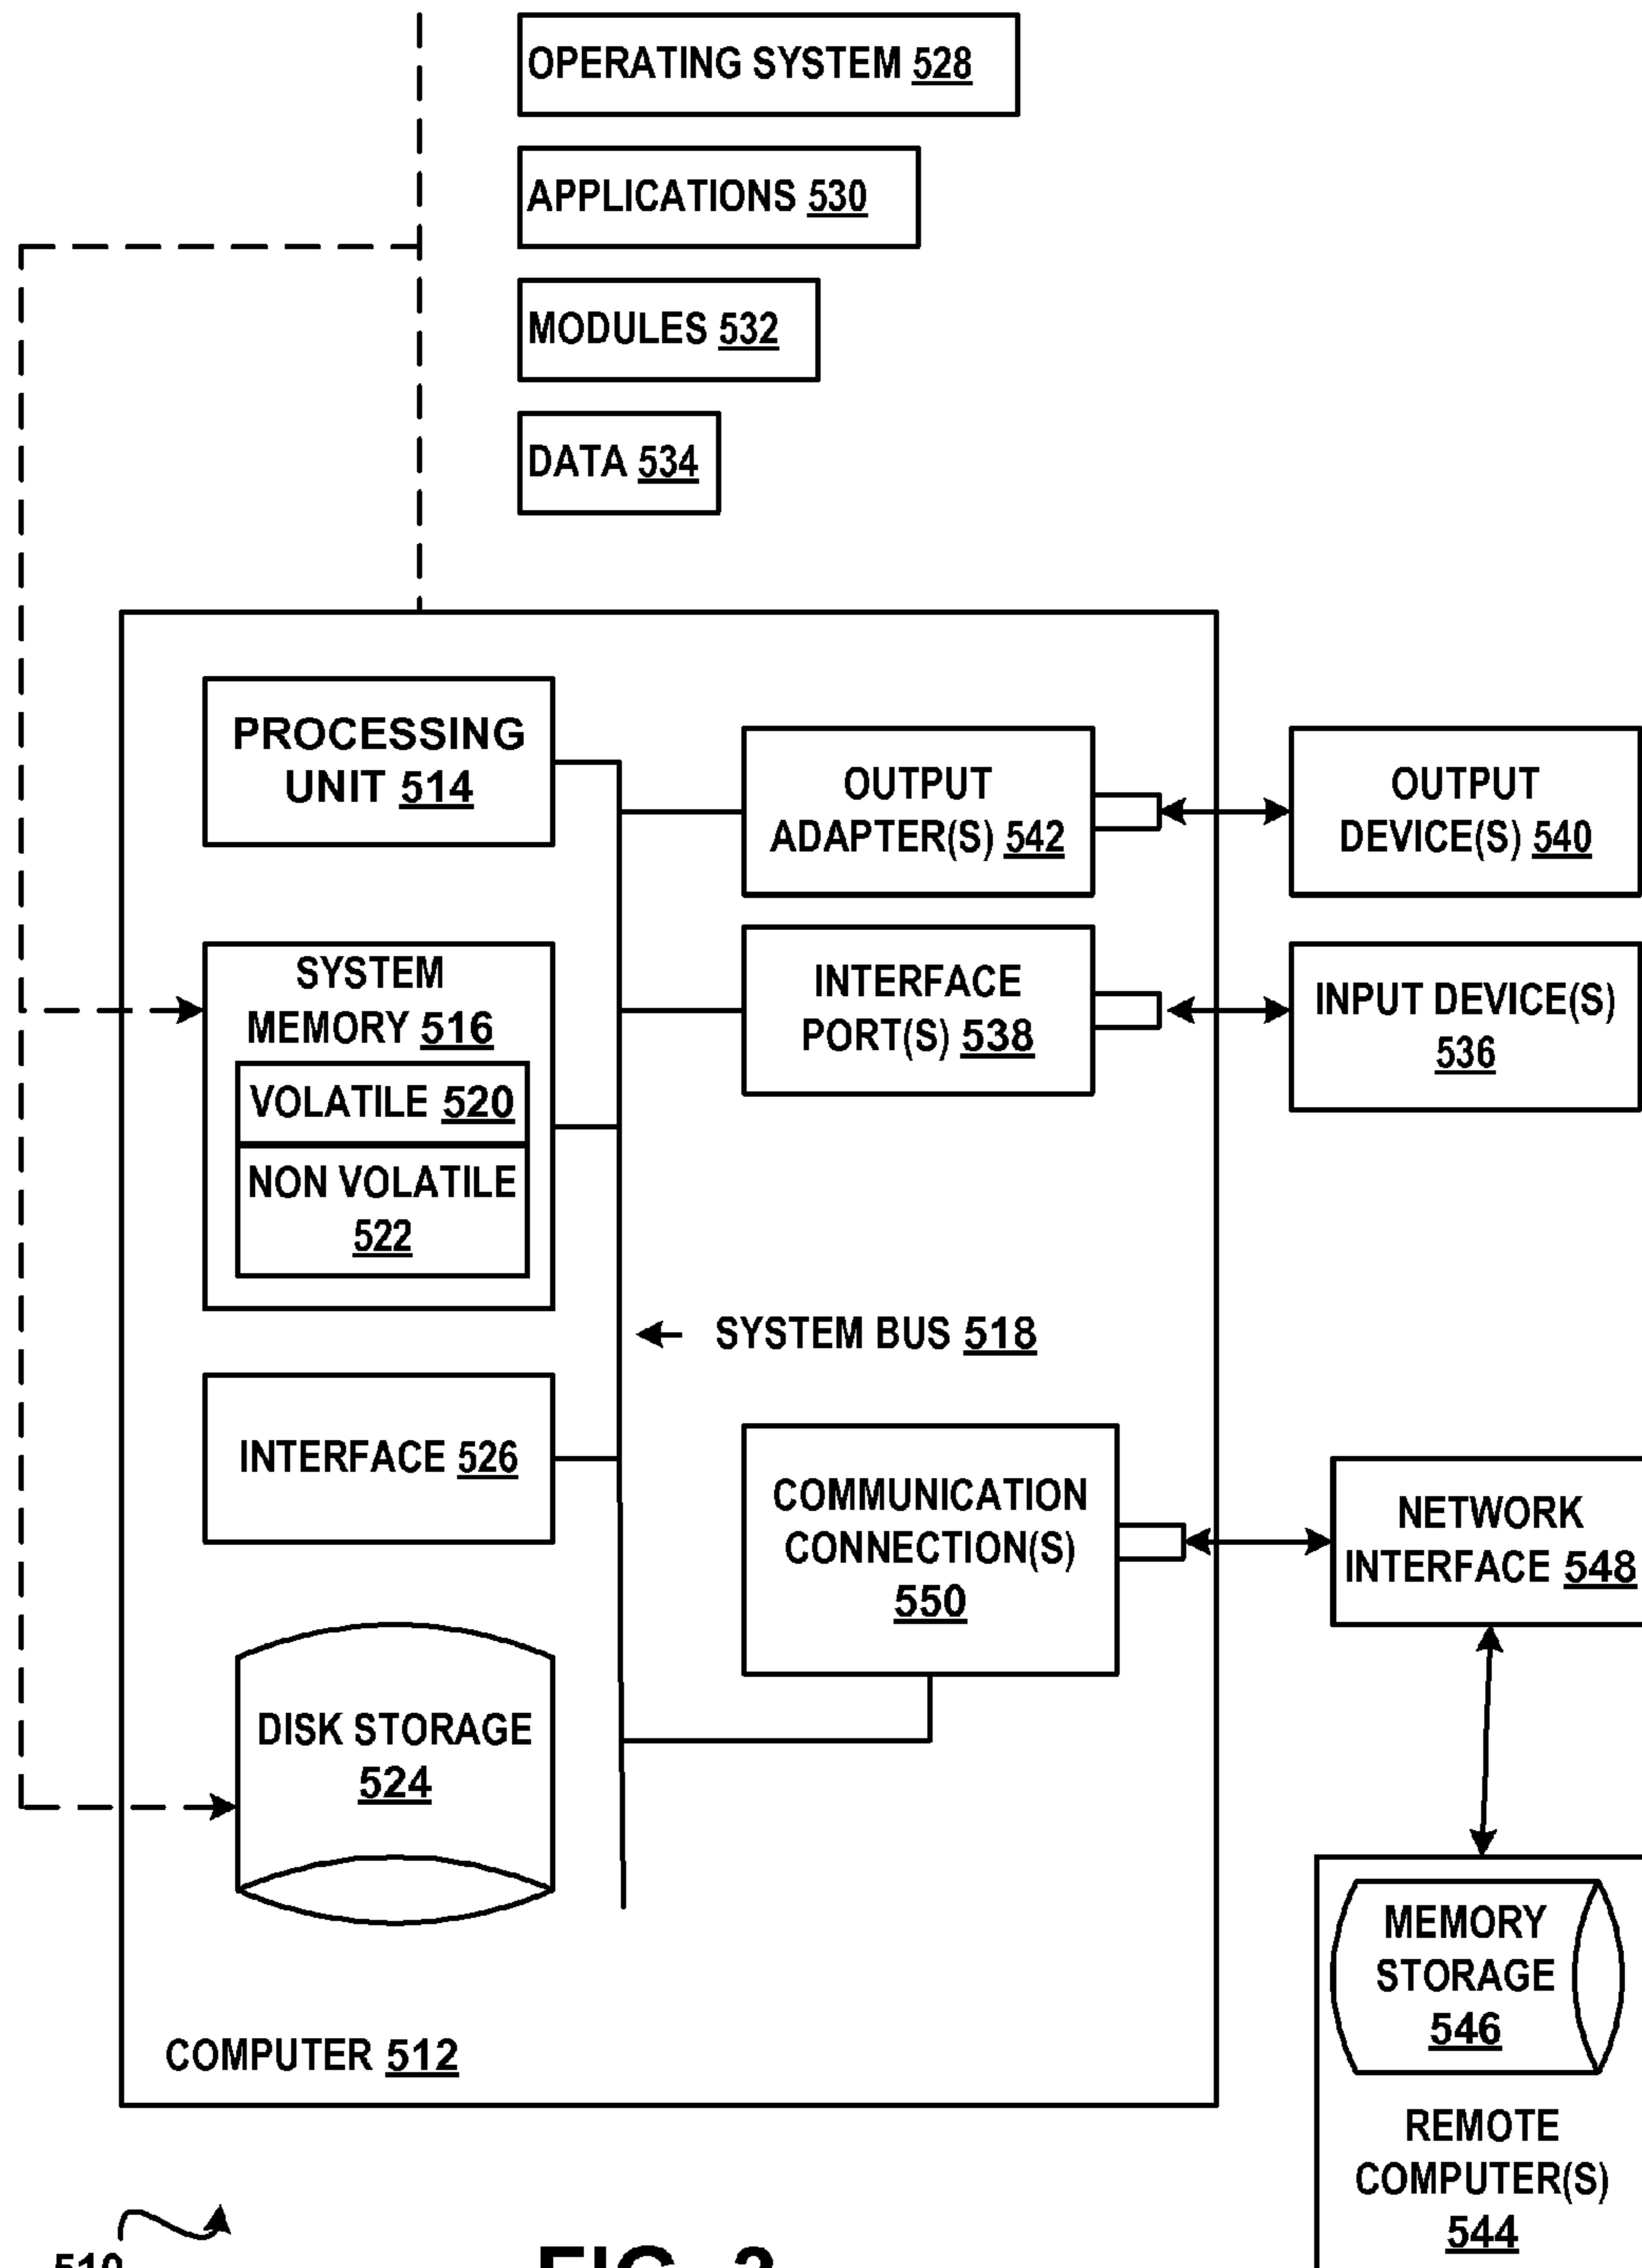 OPERATING SYSTEM 528
APPLICATIONS 530
MODULES 532
DATA 534
PROCESSING
UNIT 514
OUTPUT
ADAPTER(S) 542
OUTPUT
DEVICE(S) 540
SYSTEM
MEMORY 516
VOLATILE 520
NON VOLATILE
522
INTERFACE
PORT(S) 538
INPUT DEVICE(S)
536
SYSTEM BUS 518
INTERFACE 526
COMMUNICATION
CONNECTION(S)
550
NETWORK
INTERFACE 548
DISK STORAGE
524
MEMORY
STORAGE
546
REMOTE
COMPUTER(S)
544
COMPUTER 512
510